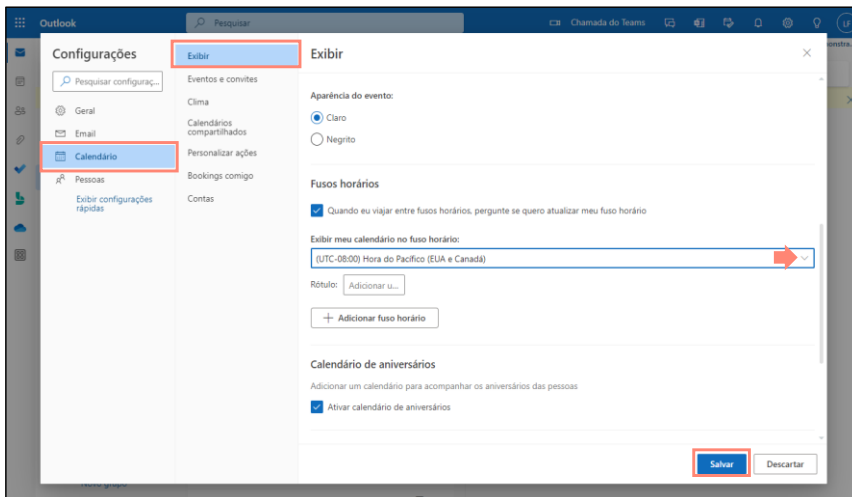 Outlook
Pesquisar
Chamada do Teams
LF
Configurações
Pesquisar configuraç...
Geral
Email
Calendário
Pessoas
Exibir configurações
rápidas
Exibir
Eventos e convites
Clima
Calendários
compartilhados
Personalizar ações
Bookings comigo
Contas
Exibir
Aparência do evento:
Claro
Negrito
Fusos horários
Quando eu viajar entre fusos horários, pergunte se quero atualizar meu fuso horário
Exibir meu calendário no fuso horário:
(UTC-08:00) Hora do Pacífico (EUA e Canadá)
Rótulo: Adicionar u...
Adicionar fuso horário
Calendário de aniversários
Adicionar um calendário para acompanhar os aniversários das pessoas
Ativar calendário de aniversários
Salvar
Descartar
Novo grupo